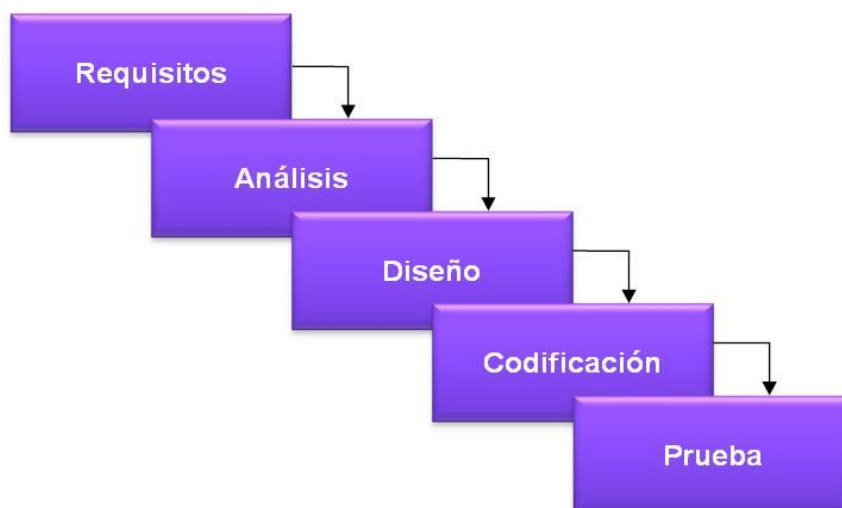 Requisitos
Análisis
Diseño
Codificación
Prueba